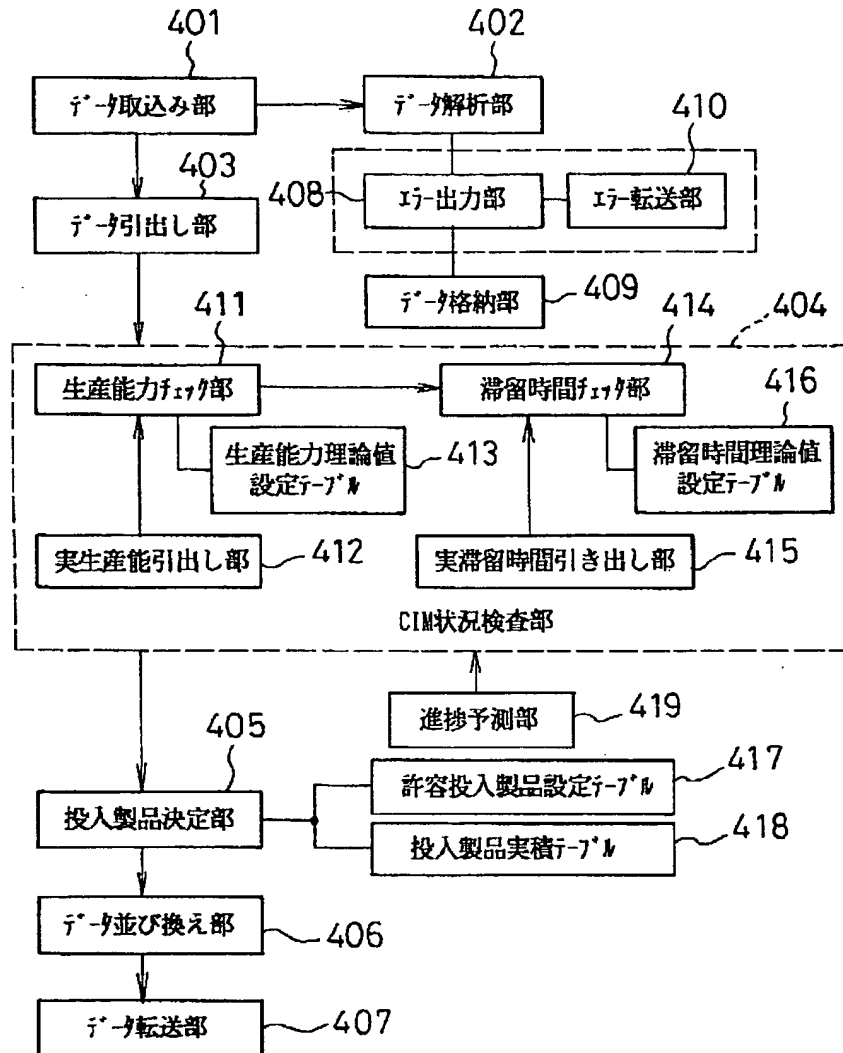 401
402
データ取込み部
データ解析部
410
403
408
エラー出力部
エラー転送部
データ引出し部
データ格納部
409
411
414
404
生産能力チェック部
滞留時間チェック部
416
生産能力理論値
設定テーブル
413
滞留時間理論値
設定テーブル
実生産能引出し部
412
実滞留時間引き出し部
415
CIM状況検査部
進捗予測部
419
405
417
許容投入製品設定テーブル
投入製品決定部
418
投入製品実積テーブル
データ並び換え部
406
データ転送部
407